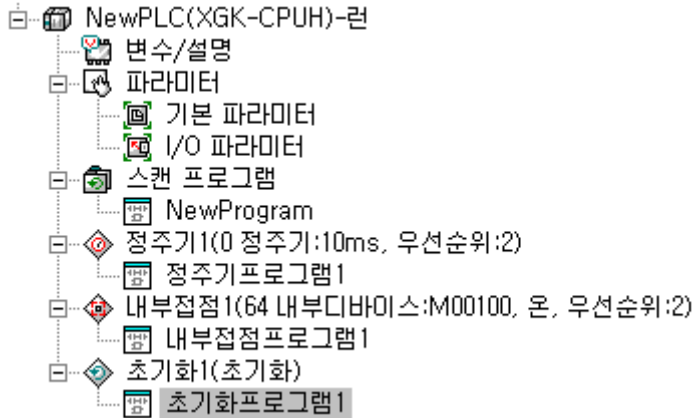 NewPLC(XGK-CPUH)-런
변수/설명
파라미터
기본 파라미터
I/O 파라미터
스캔 프로그램
NewProgram
정주기1(0 정주기:10ms, 우선순위:2)
정주기프로그램1
내부접점1(64 내부디바이스:M00100, 온, 우선순위:2)
내부접점프로그램1
초기화1(초기화)
초기화프로그램1